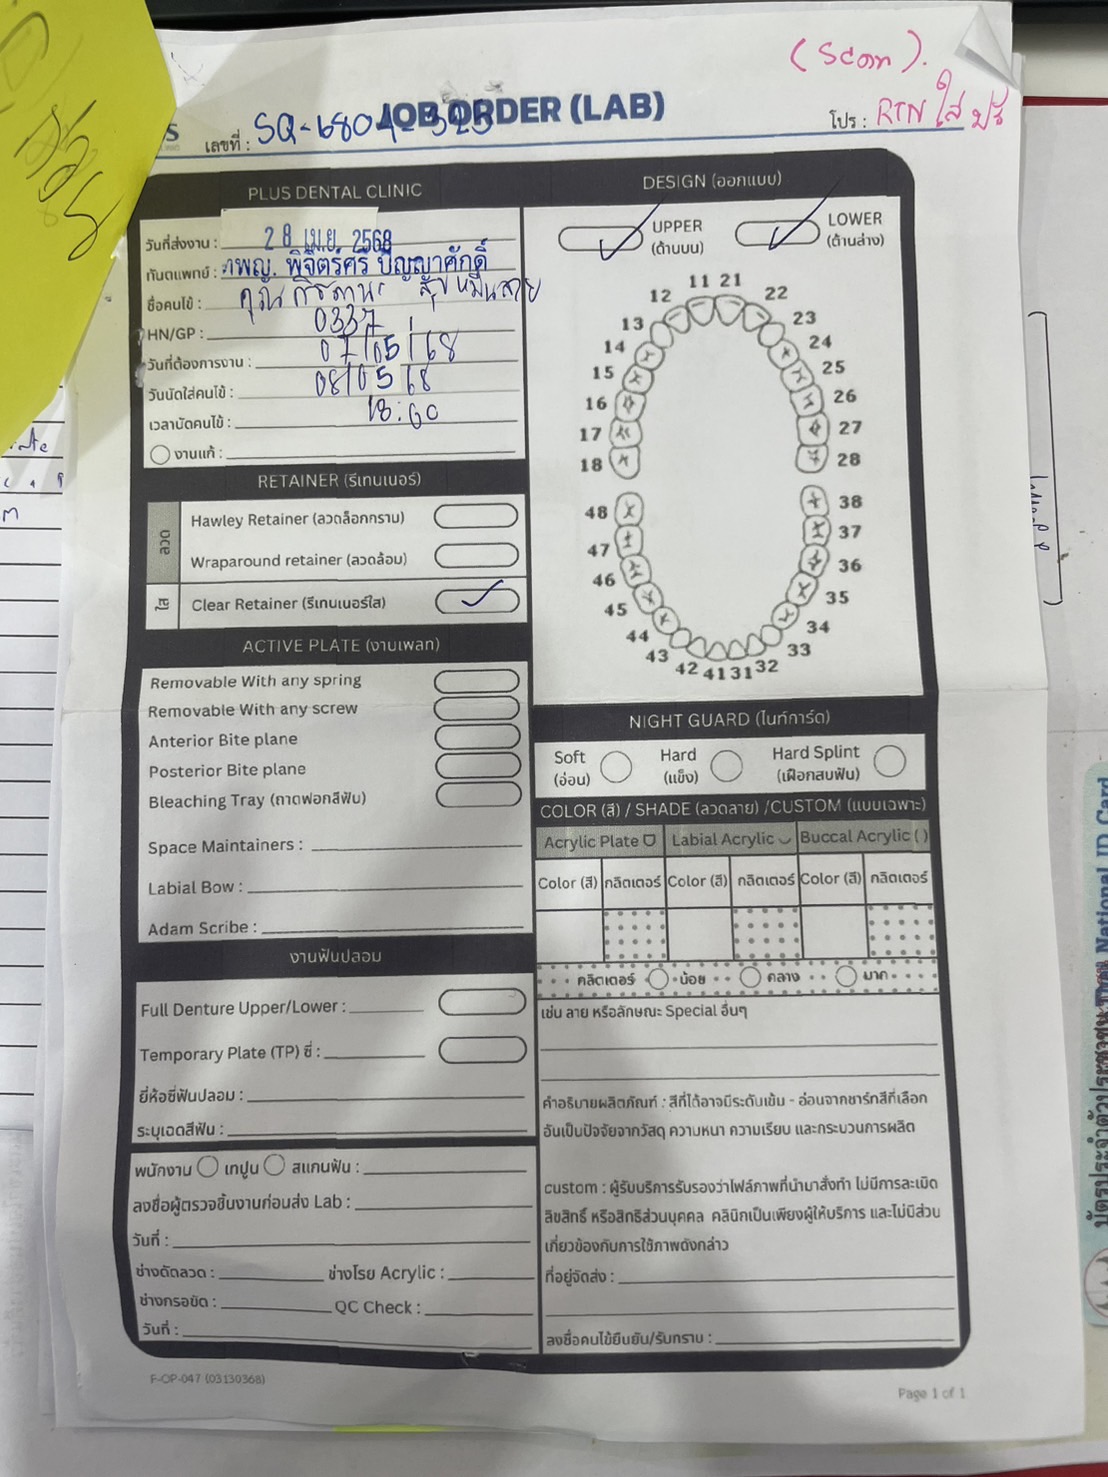 (Scan).
JOB ORDER (LAB)
เลขที่ : SQ-6804-
โปร : RTN ใส
PLUS DENTAL CLINIC
วันที่ส่งงาน : 28 เม.ย. 2568
ทันตแพทย์ : ทพญ. พิจิตร์ศรี ปัญญาศักดิ์
ชื่อคนไข้ : คุณ
HN/GP : 0337
วันที่ต้องการงาน : 07/05/68
วันนัดใส่คนไข้ : 08/05/68
เวลานัดคนไข้ : 18:00
งานแก้ :
DESIGN (ออกแบบ)
UPPER
(ด้านบน)
LOWER
(ด้านล่าง)
11 21
12 22
13 23
14 24
15 25
16 26
17 27
18 28
48 38
47 37
46 36
45 35
44 34
43 33
42 41 31 32
RETAINER (รีเทนเนอร์)
ลวด
Hawley Retainer (ลวดล็อกกราม)
Wraparound retainer (ลวดล้อม)
ใส
Clear Retainer (รีเทนเนอร์ใส)
ACTIVE PLATE (งานเพลท)
Removable With any spring
Removable With any screw
Anterior Bite plane
Posterior Bite plane
Bleaching Tray (ถาดฟอกสีฟัน)
Space Maintainers :
Labial Bow :
Adam Scribe :
งานฟันปลอม
Full Denture Upper/Lower :
Temporary Plate (TP) ซี่ :
ยี่ห้อซี่ฟันปลอม :
ระบุเฉดสีฟัน :
พนักงาน เทปูน สแกนฟัน :
ลงชื่อผู้ตรวจชิ้นงานก่อนส่ง Lab :
วันที่ :
ช่างดัดลวด : ช่างโรย Acrylic :
ช่างกรอขัด : QC Check :
วันที่ :
NIGHT GUARD (ไนท์การ์ด)
Soft
(อ่อน)
Hard
(แข็ง)
Hard Splint
(เฝือกสบฟัน)
COLOR (สี) / SHADE (ลวดลาย) /CUSTOM (แบบเฉพาะ)
Acrylic Plate Labial Acrylic Buccal Acrylic ( )
Color (สี) กลิตเตอร์ Color (สี) กลิตเตอร์ Color (สี) กลิตเตอร์
กลิตเตอร์ น้อย กลาง มาก
เช่น ลาย หรือลักษณะ Special อื่นๆ
คำอธิบายผลิตภัณฑ์ : สีที่ได้อาจมีระดับเข้ม - อ่อนจากชาร์ทสีที่เลือก
อันเป็นปัจจัยจากวัสดุ ความหนา ความเรียบ และกระบวนการผลิต
custom : ผู้รับบริการรับรองว่าไฟล์ภาพที่นำมาสั่งทำ ไม่มีการละเมิด
ลิขสิทธิ์ หรือสิทธิส่วนบุคคล คลินิกเป็นเพียงผู้ให้บริการ และไม่มีส่วน
เกี่ยวข้องกับการใช้ภาพดังกล่าว
ที่อยู่จัดส่ง :
ลงชื่อคนไข้ยืนยัน/รับทราบ :
F-OP-047 (03130368)
Page 1 of 1
บัตรประจำตัวประชาชน Thai National ID Card